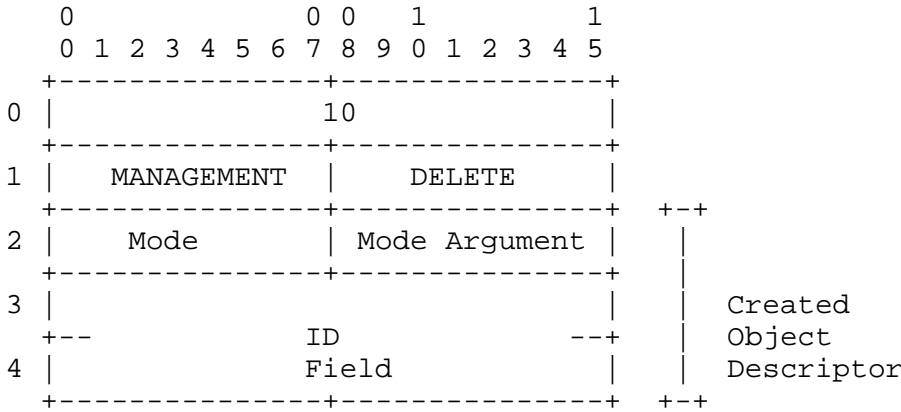 0 0 0 1 1
0 1 2 3 4 5 6 7 8 9 0 1 2 3 4 5
+---------------+---------------+
0 | 10 |
+---------------+---------------+
1 | MANAGEMENT | DELETE |
+---------------+---------------+ +-+
2 | Mode | Mode Argument | |
+---------------+---------------+ |
3 | | | Created
+-- ID --+ | Object
4 | Field | | Descriptor
+---------------+---------------+ +-+